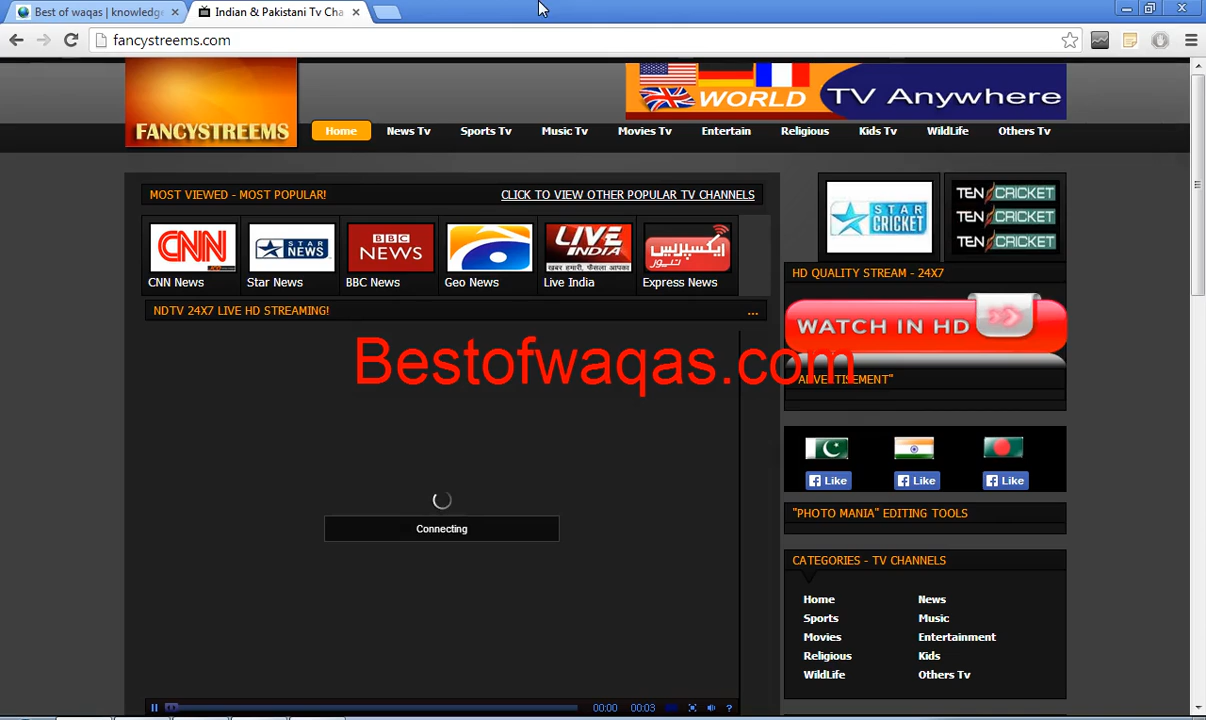 Best of waqas | knowledge
Indian & Pakistani Tv Cha
fancystreems.com
FANCYSTREEMS
WORLD TV Anywhere
Home News Tv Sports Tv Music Tv Movies Tv Entertain Religious Kids Tv WildLife Others Tv
MOST VIEWED - MOST POPULAR! CLICK TO VIEW OTHER POPULAR TV CHANNELS
CNN
STAR NEWS
BBC NEWS
LIVE INDIA
खबर हमारी, फैसला आपका
ایکسپریس نیوز
CNN News Star News BBC News Geo News Live India Express News
STAR CRICKET
TEN CRICKET
TEN CRICKET
TEN CRICKET
HD QUALITY STREAM - 24X7
NDTV 24X7 LIVE HD STREAMING! ...
WATCH IN HD
Bestofwaqas.com
"ADVERTISEMENT"
Like Like Like
"PHOTO MANIA" EDITING TOOLS
Connecting
CATEGORIES - TV CHANNELS
Home News
Sports Music
Movies Entertainment
Religious Kids
WildLife Others Tv
00:00 00:03 ?